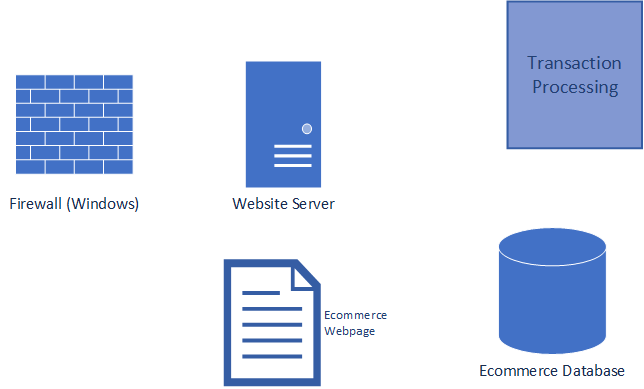 Transaction
Processing
Firewall (Windows)
Website Server
Ecommerce
Webpage
Ecommerce Database